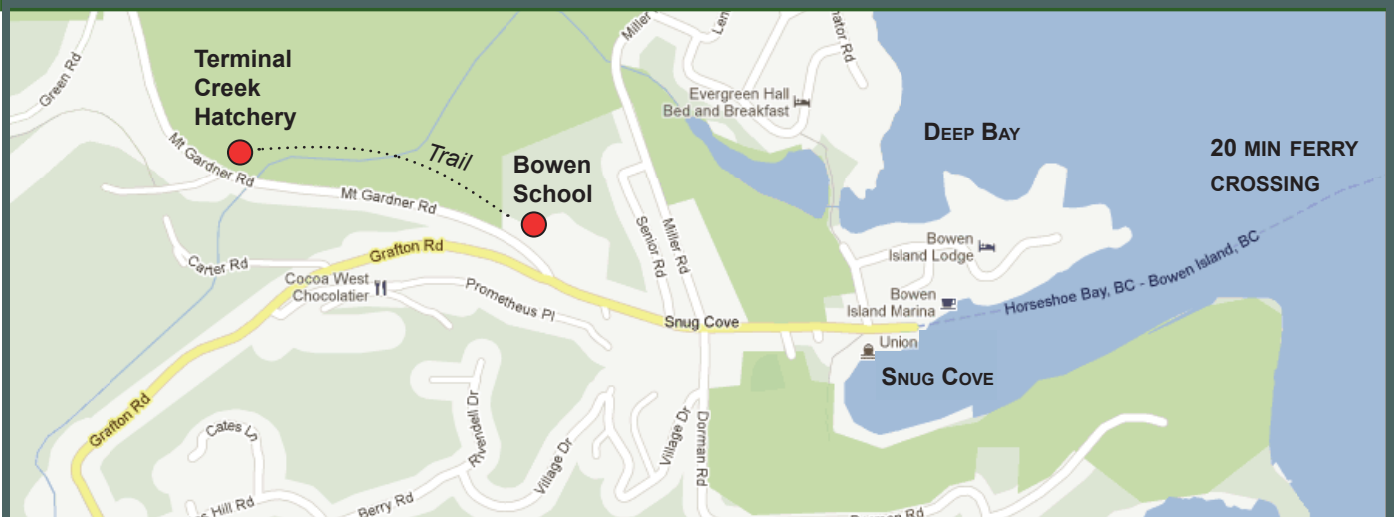 Terminal
Creek
Hatchery
Green Rd
Mt Gardner Rd
Trail
Bowen
School
Mt Gardner Rd
Miller
Evergreen Hall
Bed and Breakfast
DEEP BAY
20 MIN FERRY
CROSSING
Senior Rd
Miller Rd
Grafton Rd
Carter Rd
Cocoa West
Chocolatier
Prometheus Pl
Snug Cove
Bowen
Island Lodge
Bowen
Island Marina
Horseshoe Bay, BC - Bowen Island, BC
Union
SNUG COVE
Grafton Rd
Cates Ln
Rivendell Dr
Village Dr
Village Dr
Dorman Rd
Hill Rd
Berry Rd